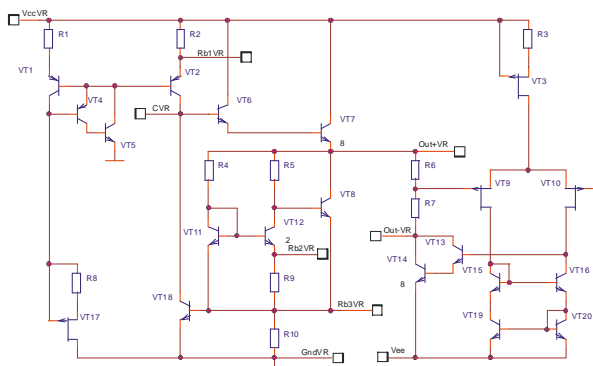 VccVR
R1
R2
R3
Rb1VR
VT1
VT2
VT3
VT4
CVR
VT6
VT7
VT5
8
Out+VR
R4
R5
R6
VT9
VT10
VT8
R7
VT11
VT12
Out-VR
VT13
2
Rb2VR
VT14
VT15
VT16
R8
R9
8
VT18
Rb3VR
VT17
VT19
VT20
R10
GndVR
Vee